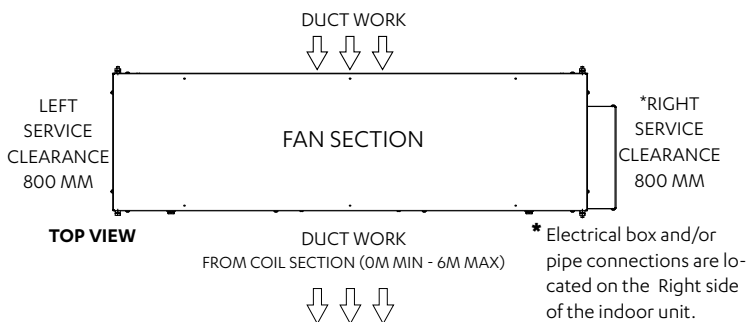 DUCT WORK
LEFT
SERVICE
CLEARANCE
800 MM
FAN SECTION
*RIGHT
SERVICE
CLEARANCE
800 MM
TOP VIEW
DUCT WORK
FROM COIL SECTION (0M MIN - 6M MAX)
* Electrical box and/or
pipe connections are lo-
cated on the Right side
of the indoor unit.